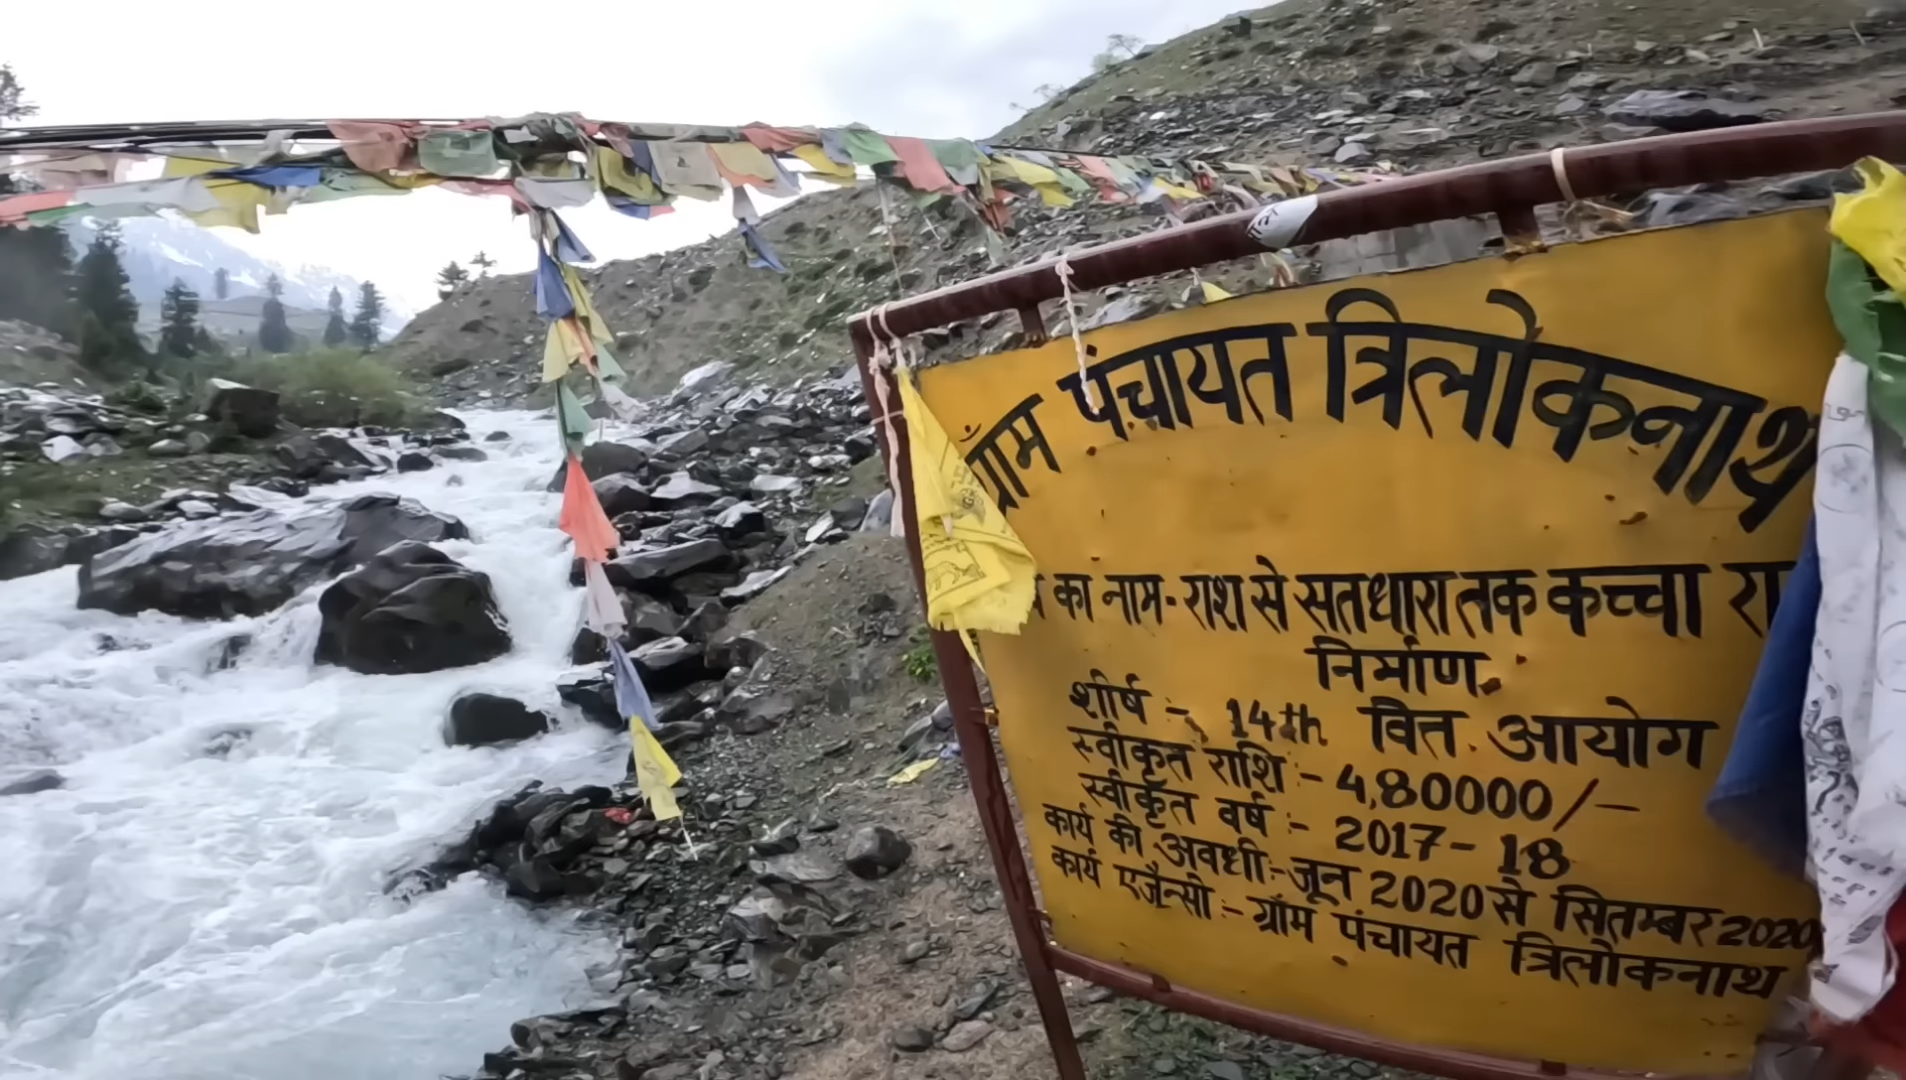 ग्राँम पंचायत त्रिलोकनाथ
का नाम - राश से सतधारा तक कच्चा
निर्माण
शीर्ष :- 14th वित आयोग
स्वीकृत राशि :- 4,80000/-
स्वीकृत वर्ष :- 2017-18
कार्य की अवधी :- जून 2020 से सितम्बर 2020
कार्य एजैन्सी :- ग्राँम पंचायत त्रिलोकनाथ